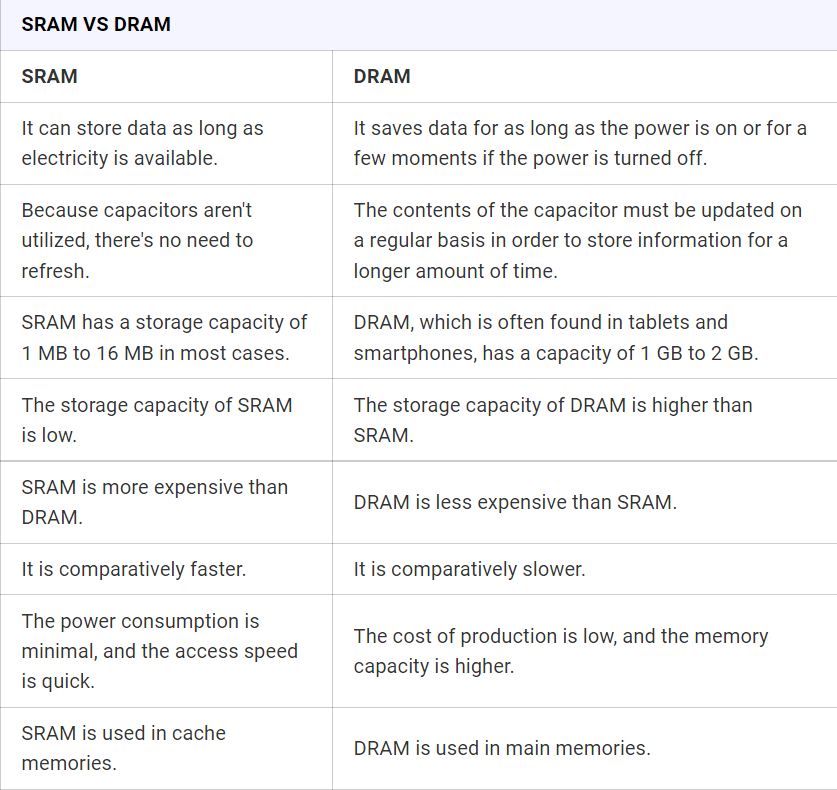 SRAM VS DRAM
SRAM
DRAM
It can store data as long as
electricity is available.
It saves data for as long as the power is on or for a
few moments if the power is turned off.
Because capacitors aren't
utilized, there's no need to
refresh.
The contents of the capacitor must be updated on
a regular basis in order to store information for a
longer amount of time.
SRAM has a storage capacity of
1 MB to 16 MB in most cases.
DRAM, which is often found in tablets and
smartphones, has a capacity of 1 GB to 2 GB.
The storage capacity of SRAM
is low.
The storage capacity of DRAM is higher than
SRAM.
SRAM is more expensive than
DRAM.
DRAM is less expensive than SRAM.
It is comparatively faster.
It is comparatively slower.
The power consumption is
minimal, and the access speed
is quick.
The cost of production is low, and the memory
capacity is higher.
SRAM is used in cache
memories.
DRAM is used in main memories.